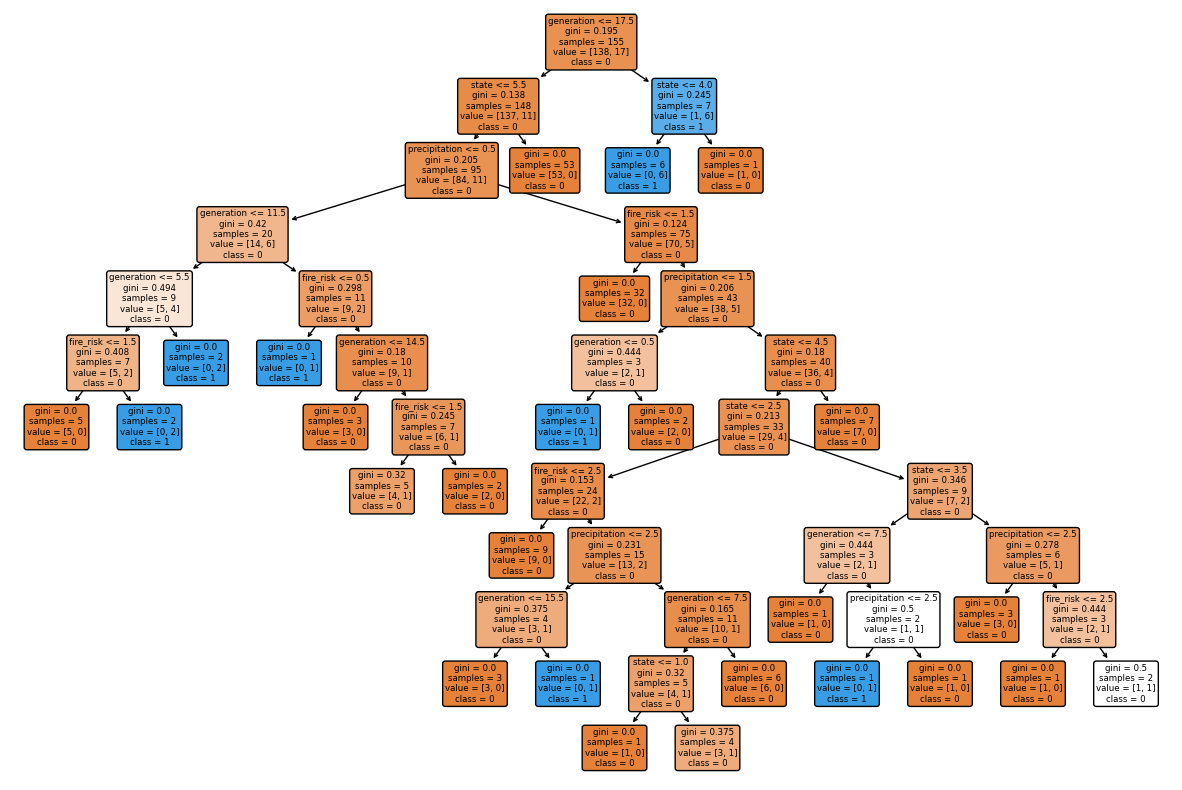 generation <= 17.5
gini = 0.195
samples = 155
value = [138, 17]
class = 0
state <= 5.5
gini = 0.138
samples = 148
value = [137, 11]
class = 0
state <= 4.0
gini = 0.245
samples = 7
value = [1, 6]
class = 1
precipitation <= 0.5
gini = 0.205
samples = 95
value = [84, 11]
class = 0
gini = 0.0
samples = 53
value = [53, 0]
class = 0
gini = 0.0
samples = 6
value = [0, 6]
class = 1
gini = 0.0
samples = 1
value = [1, 0]
class = 0
generation <= 11.5
gini = 0.42
samples = 20
value = [14, 6]
class = 0
fire_risk <= 1.5
gini = 0.124
samples = 75
value = [70, 5]
class = 0
generation <= 5.5
gini = 0.494
samples = 9
value = [5, 4]
class = 0
fire_risk <= 0.5
gini = 0.298
samples = 11
value = [9, 2]
class = 0
gini = 0.0
samples = 32
value = [32, 0]
class = 0
precipitation <= 1.5
gini = 0.206
samples = 43
value = [38, 5]
class = 0
fire_risk <= 1.5
gini = 0.408
samples = 7
value = [5, 2]
class = 0
gini = 0.0
samples = 2
value = [0, 2]
class = 1
gini = 0.0
samples = 1
value = [0, 1]
class = 1
generation <= 14.5
gini = 0.18
samples = 10
value = [9, 1]
class = 0
generation <= 0.5
gini = 0.444
samples = 3
value = [2, 1]
class = 0
state <= 4.5
gini = 0.18
samples = 40
value = [36, 4]
class = 0
gini = 0.0
samples = 5
value = [5, 0]
class = 0
gini = 0.0
samples = 2
value = [0, 2]
class = 1
gini = 0.0
samples = 3
value = [3, 0]
class = 0
fire_risk <= 1.5
gini = 0.245
samples = 7
value = [6, 1]
class = 0
gini = 0.0
samples = 1
value = [0, 1]
class = 1
gini = 0.0
samples = 2
value = [2, 0]
class = 0
state <= 2.5
gini = 0.213
samples = 33
value = [29, 4]
class = 0
gini = 0.0
samples = 7
value = [7, 0]
class = 0
gini = 0.32
samples = 5
value = [4, 1]
class = 0
gini = 0.0
samples = 2
value = [2, 0]
class = 0
fire_risk <= 2.5
gini = 0.153
samples = 24
value = [22, 2]
class = 0
state <= 3.5
gini = 0.346
samples = 9
value = [7, 2]
class = 0
gini = 0.0
samples = 9
value = [9, 0]
class = 0
precipitation <= 2.5
gini = 0.231
samples = 15
value = [13, 2]
class = 0
generation <= 7.5
gini = 0.444
samples = 3
value = [2, 1]
class = 0
precipitation <= 2.5
gini = 0.278
samples = 6
value = [5, 1]
class = 0
generation <= 15.5
gini = 0.375
samples = 4
value = [3, 1]
class = 0
generation <= 7.5
gini = 0.165
samples = 11
value = [10, 1]
class = 0
gini = 0.0
samples = 1
value = [1, 0]
class = 0
precipitation <= 2.5
gini = 0.5
samples = 2
value = [1, 1]
class = 0
gini = 0.0
samples = 3
value = [3, 0]
class = 0
fire_risk <= 2.5
gini = 0.444
samples = 3
value = [2, 1]
class = 0
gini = 0.0
samples = 3
value = [3, 0]
class = 0
gini = 0.0
samples = 1
value = [0, 1]
class = 1
state <= 1.0
gini = 0.32
samples = 5
value = [4, 1]
class = 0
gini = 0.0
samples = 6
value = [6, 0]
class = 0
gini = 0.0
samples = 1
value = [0, 1]
class = 1
gini = 0.0
samples = 1
value = [1, 0]
class = 0
gini = 0.0
samples = 1
value = [1, 0]
class = 0
gini = 0.5
samples = 2
value = [1, 1]
class = 0
gini = 0.0
samples = 1
value = [1, 0]
class = 0
gini = 0.375
samples = 4
value = [3, 1]
class = 0